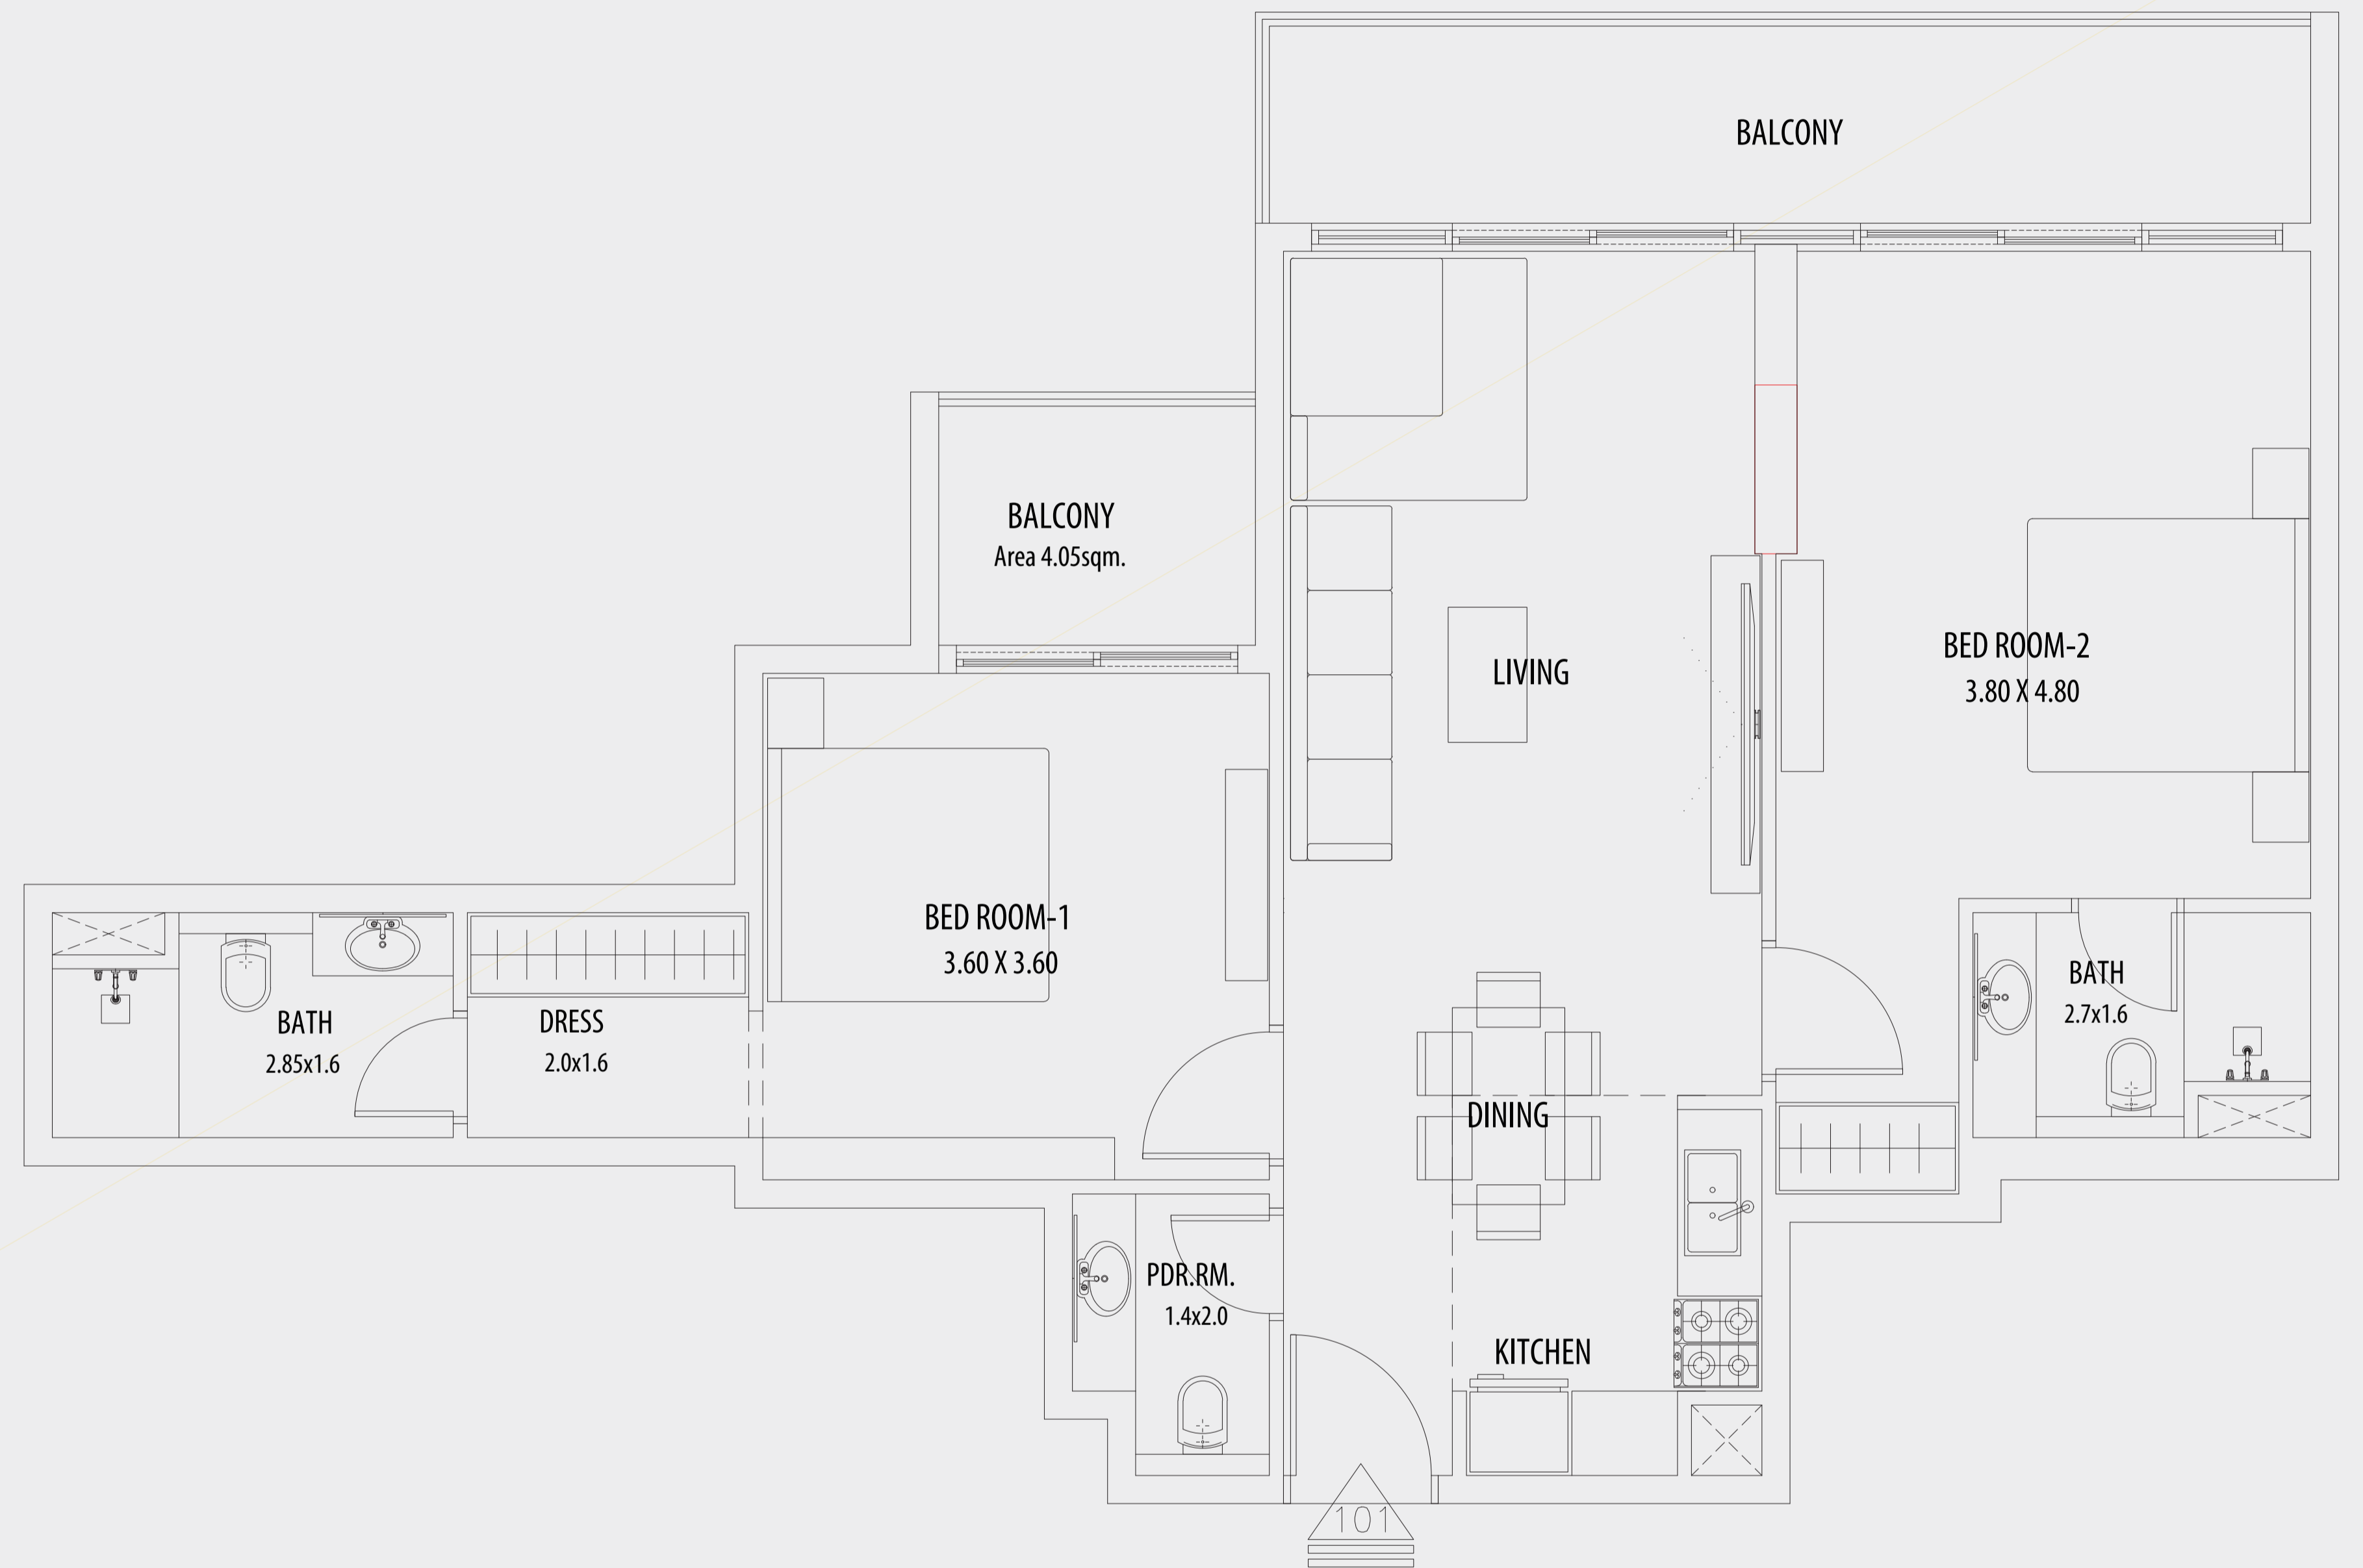 BALCONY
BALCONY
Area 4.05sqm.
LIVING
BED ROOM-2
3.80 X 4.80
BED ROOM-1
3.60 X 3.60
BATH
2.85x1.6
DRESS
2.0x1.6
BATH
2.7x1.6
DINING
PDR.RM.
1.4x2.0
KITCHEN
101